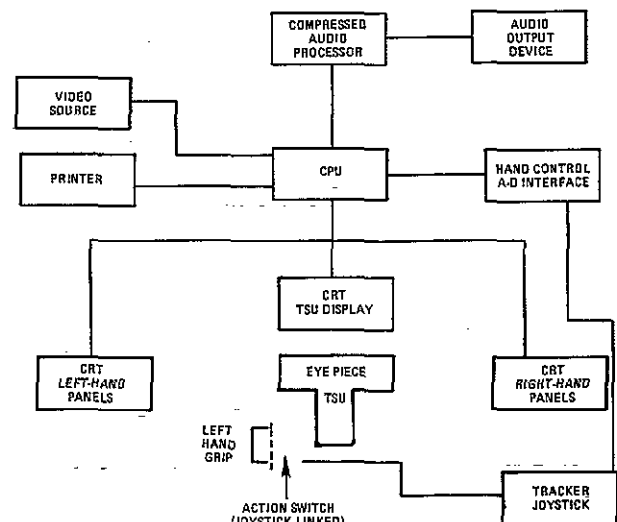 COMPRESSED
AUDIO
PROCESSOR
AUDIO
OUTPUT
DEVICE
VIDEO
SOURCE
PRINTER
CPU
HAND CONTROL
A-D INTERFACE
CRT
TSU DISPLAY
CRT
LEFT-HAND
PANELS
EYE PIECE
TSU
CRT
RIGHT-HAND
PANELS
LEFT
HAND
GRIP
ACTION SWITCH
(JOYSTICK LINKED)
TRACKER
JOYSTICK